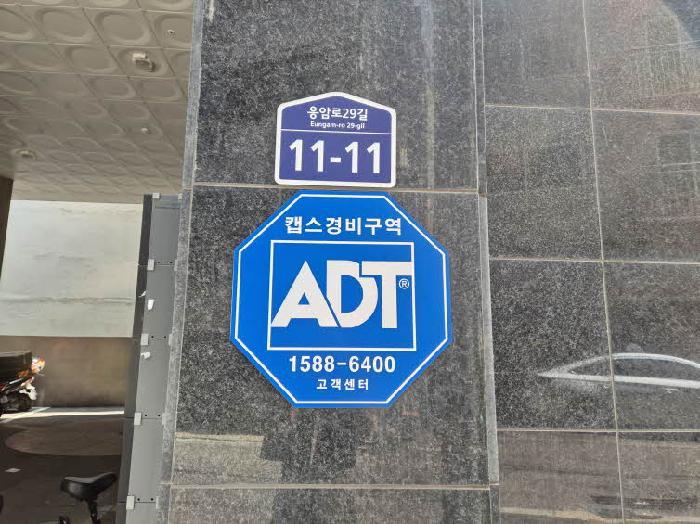 응암로29길
Eungam-ro 29-gil
11-11
캡스경비구역
ADT®
1588-6400
고객센터